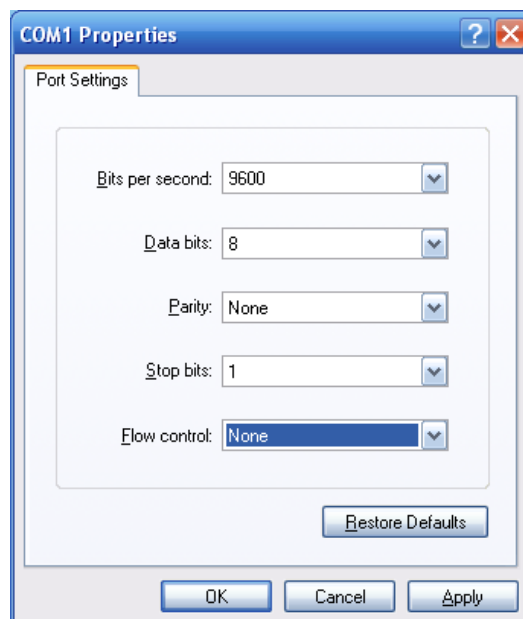 COM1 Properties
Port Settings
Bits per second: 9600
Data bits: 8
Parity: None
Stop bits: 1
Flow control: None
Restore Defaults
OK Cancel Apply